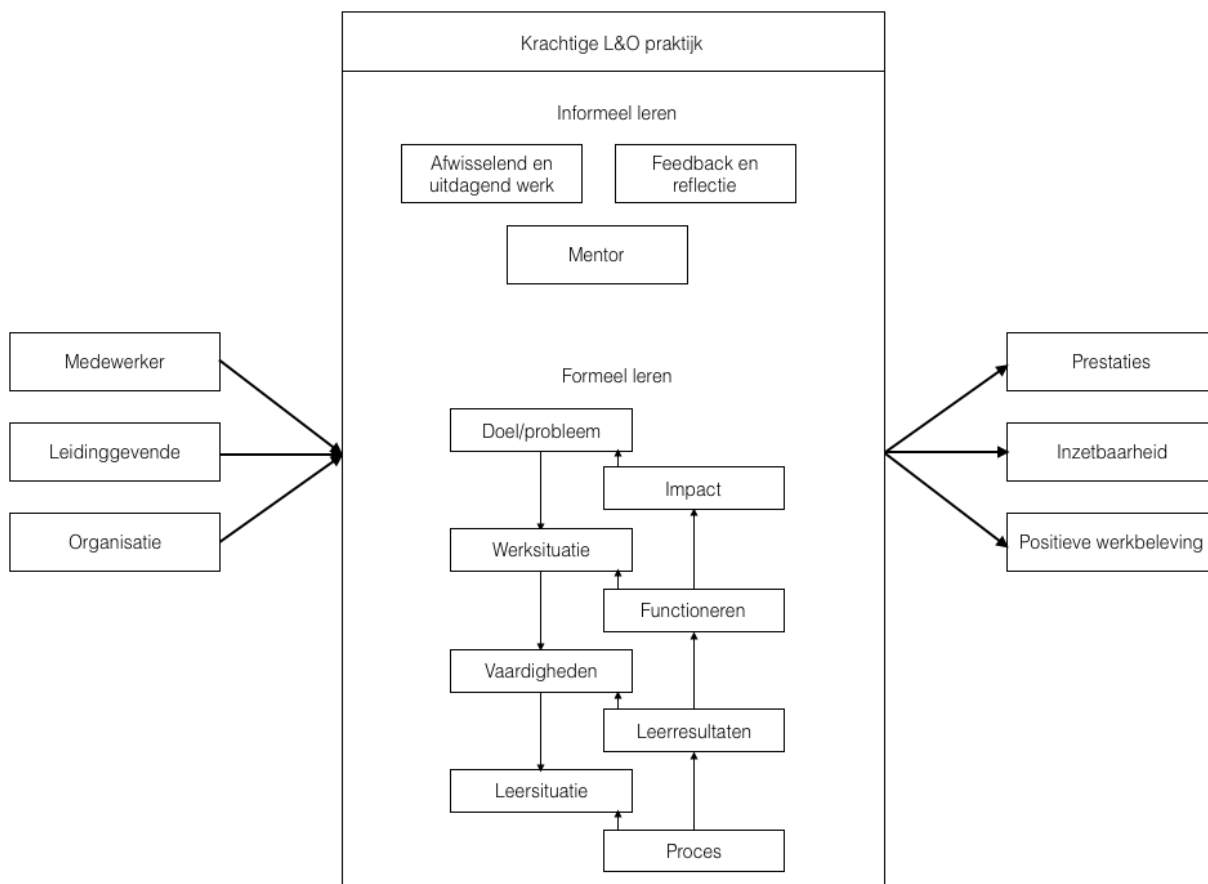 Krachtige L&O praktijk
Informeel leren
Afwisselend en
uitdagend werk
Feedback en
reflectie
Mentor
Medewerker
Leidinggevende
Organisatie
Formeel leren
Doel/probleem
Impact
Werksituatie
Functioneren
Vaardigheden
Leerresultaten
Leersituatie
Proces
Prestaties
Inzetbaarheid
Positieve werkbeleving